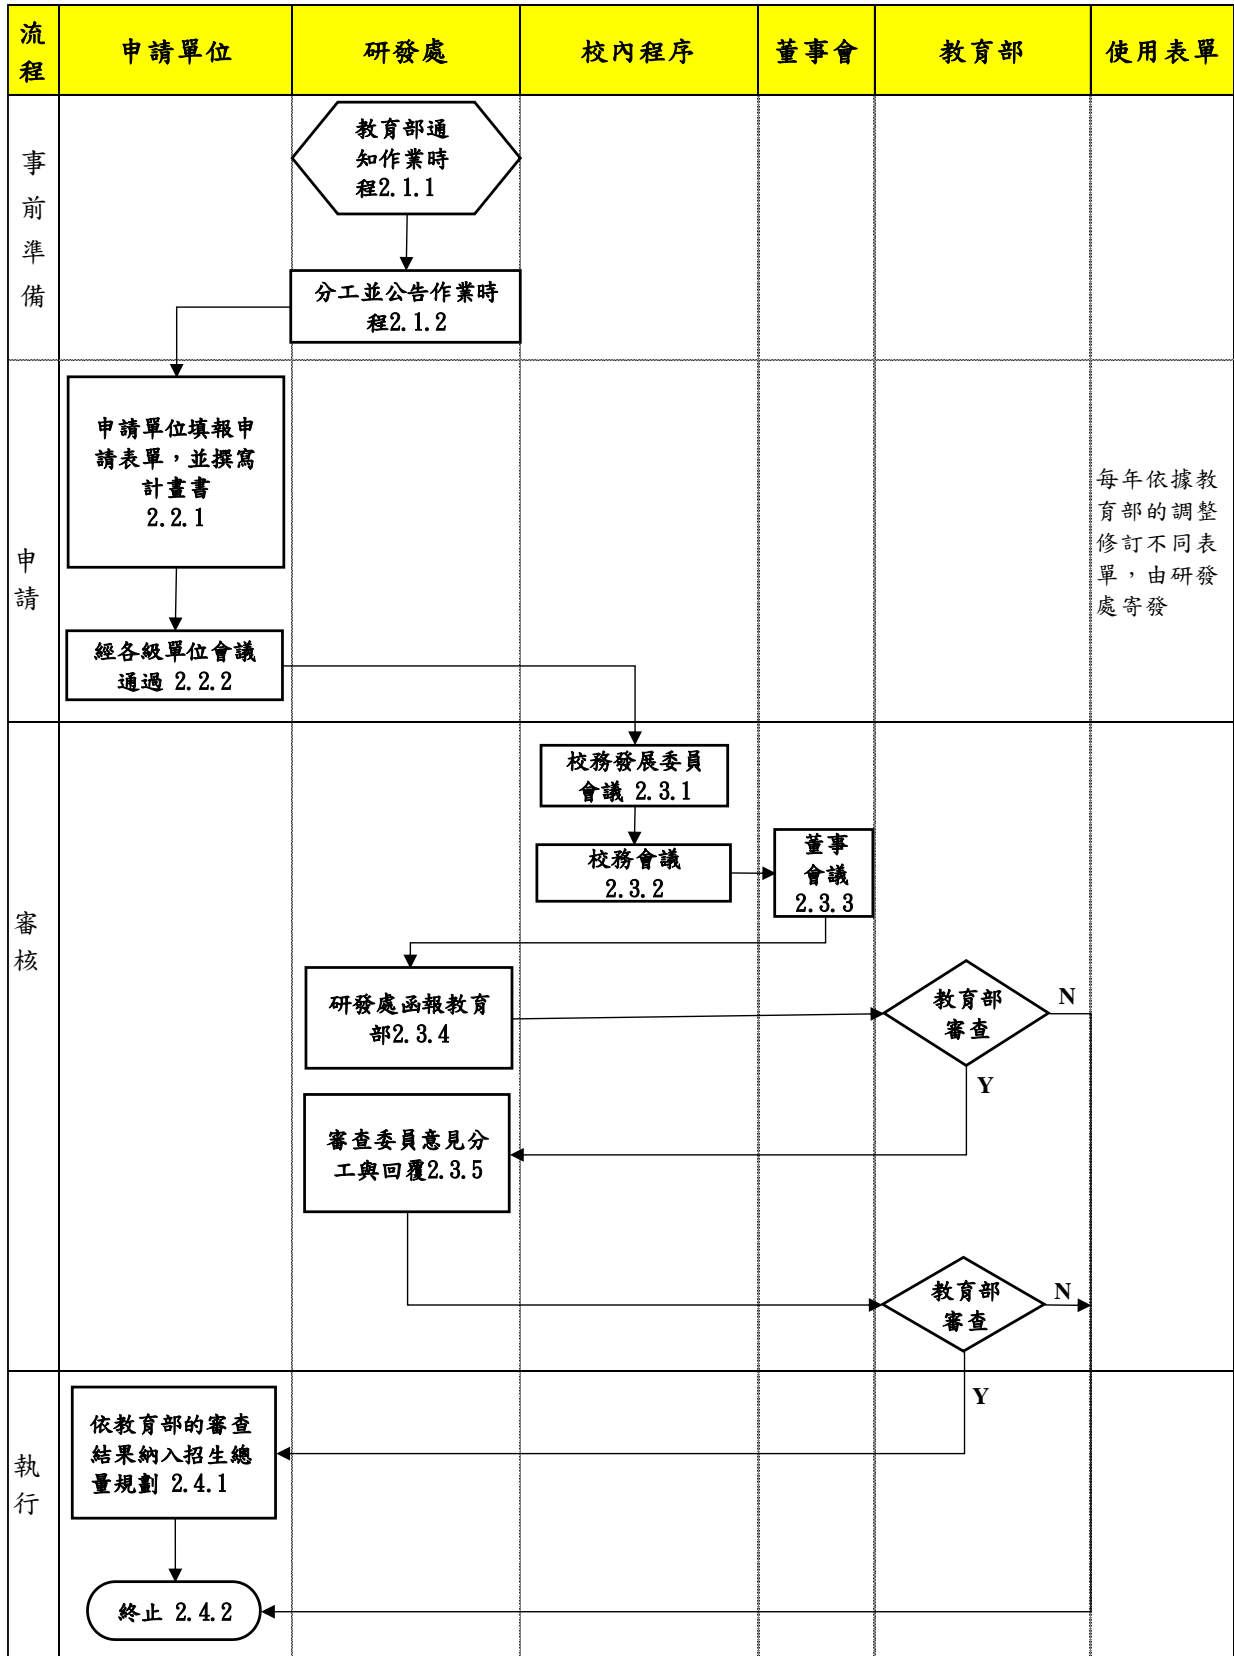 流程
申請單位
研發處
校內程序
董事會
教育部
使用表單
事前準備
教育部通
知作業時
程2.1.1
分工並公告作業時
程2.1.2
申請
申請單位填報申
請表單，並撰寫
計畫書
2.2.1
每年依據教
育部的調整
修訂不同表
單，由研發
處寄發
經各級單位會議
通過 2.2.2
審核
校務發展委員
會議 2.3.1
校務會議
2.3.2
董事
會議
2.3.3
研發處函報教育
部2.3.4
教育部
審查
N
Y
審查委員意見分
工與回覆2.3.5
教育部
審查
N
Y
執行
依教育部的審查
結果納入招生總
量規劃 2.4.1
終止 2.4.2